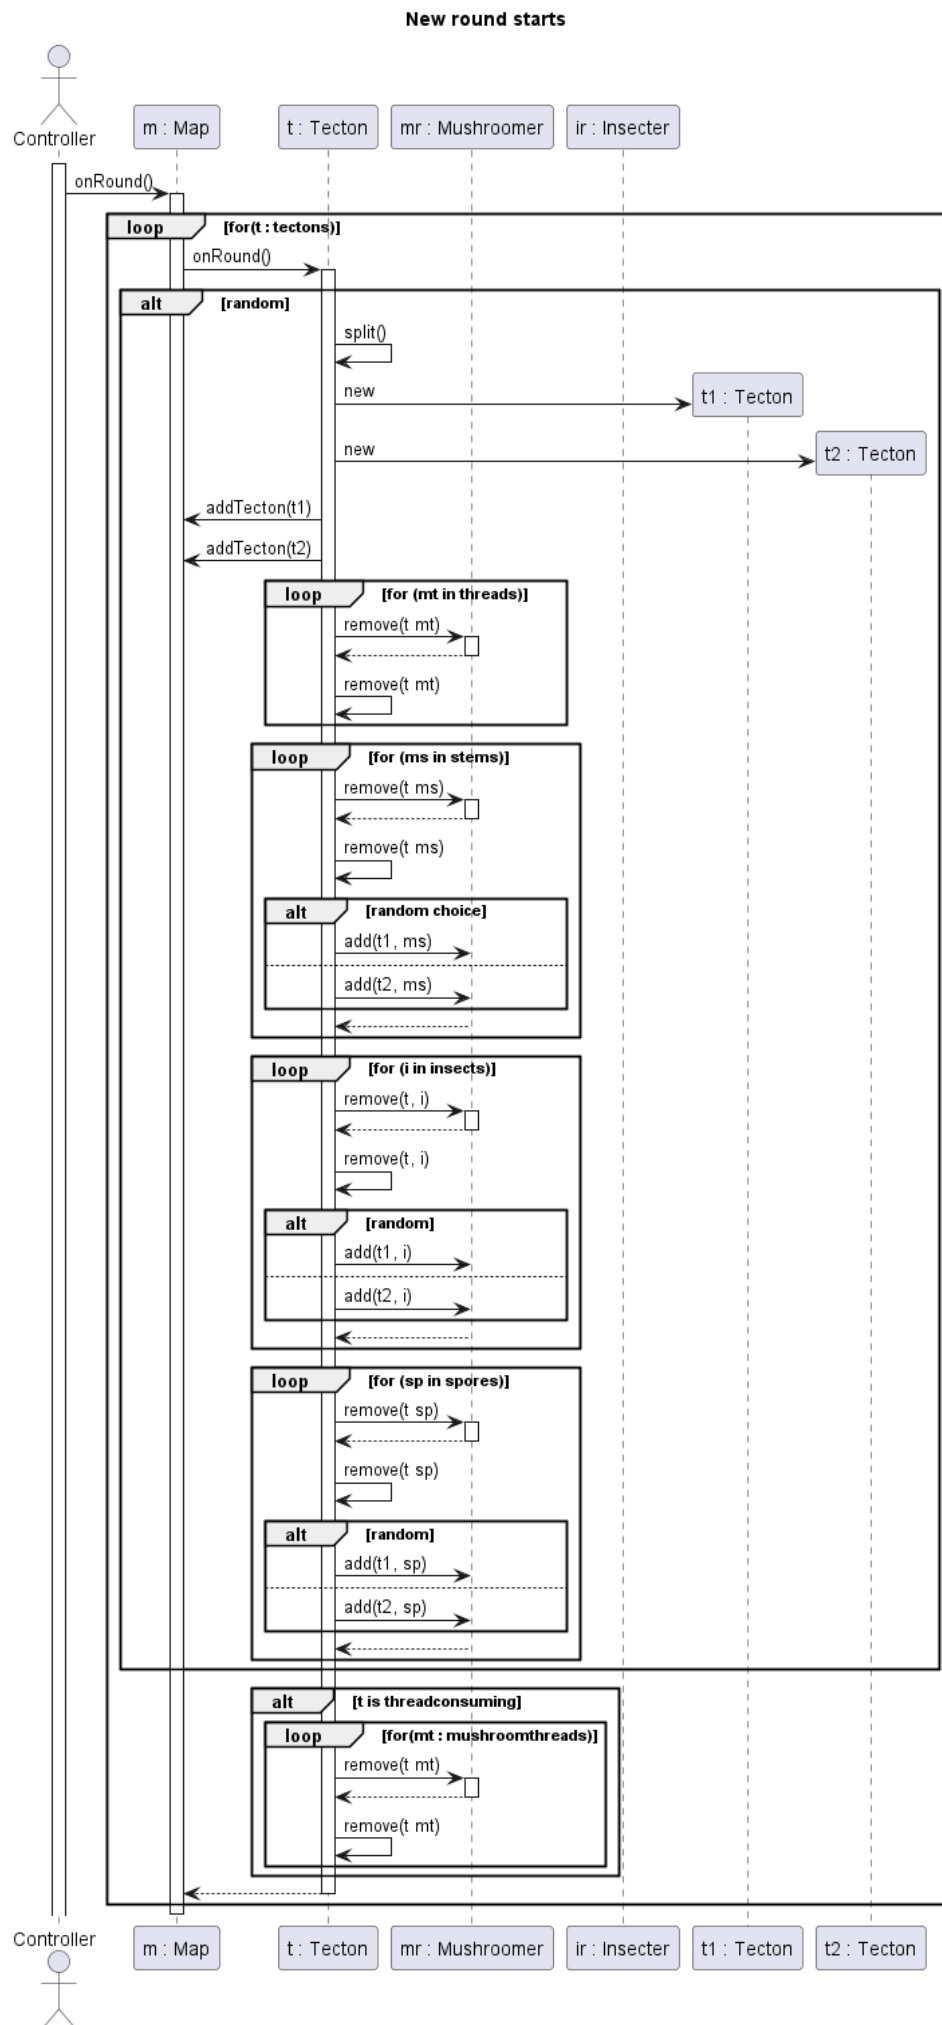 New round starts
Controller
m : Map
t : Tecton
mr : Mushroomer
ir : Insecter
onRound()
loop [for(t : tectons)]
onRound()
alt [random]
split()
new
t1 : Tecton
new
t2 : Tecton
addTecton(t1)
addTecton(t2)
loop [for (mt in threads)]
remove(t mt)
remove(t mt)
loop [for (ms in stems)]
remove(t ms)
remove(t ms)
alt [random choice]
add(t1, ms)
add(t2, ms)
loop [for (i in insects)]
remove(t, i)
remove(t, i)
alt [random]
add(t1, i)
add(t2, i)
loop [for (sp in spores)]
remove(t sp)
remove(t sp)
alt [random]
add(t1, sp)
add(t2, sp)
alt [t is threadconsuming]
loop [for(mt : mushroomthreads)]
remove(t mt)
remove(t mt)
Controller
m : Map
t : Tecton
mr : Mushroomer
ir : Insecter
t1 : Tecton
t2 : Tecton